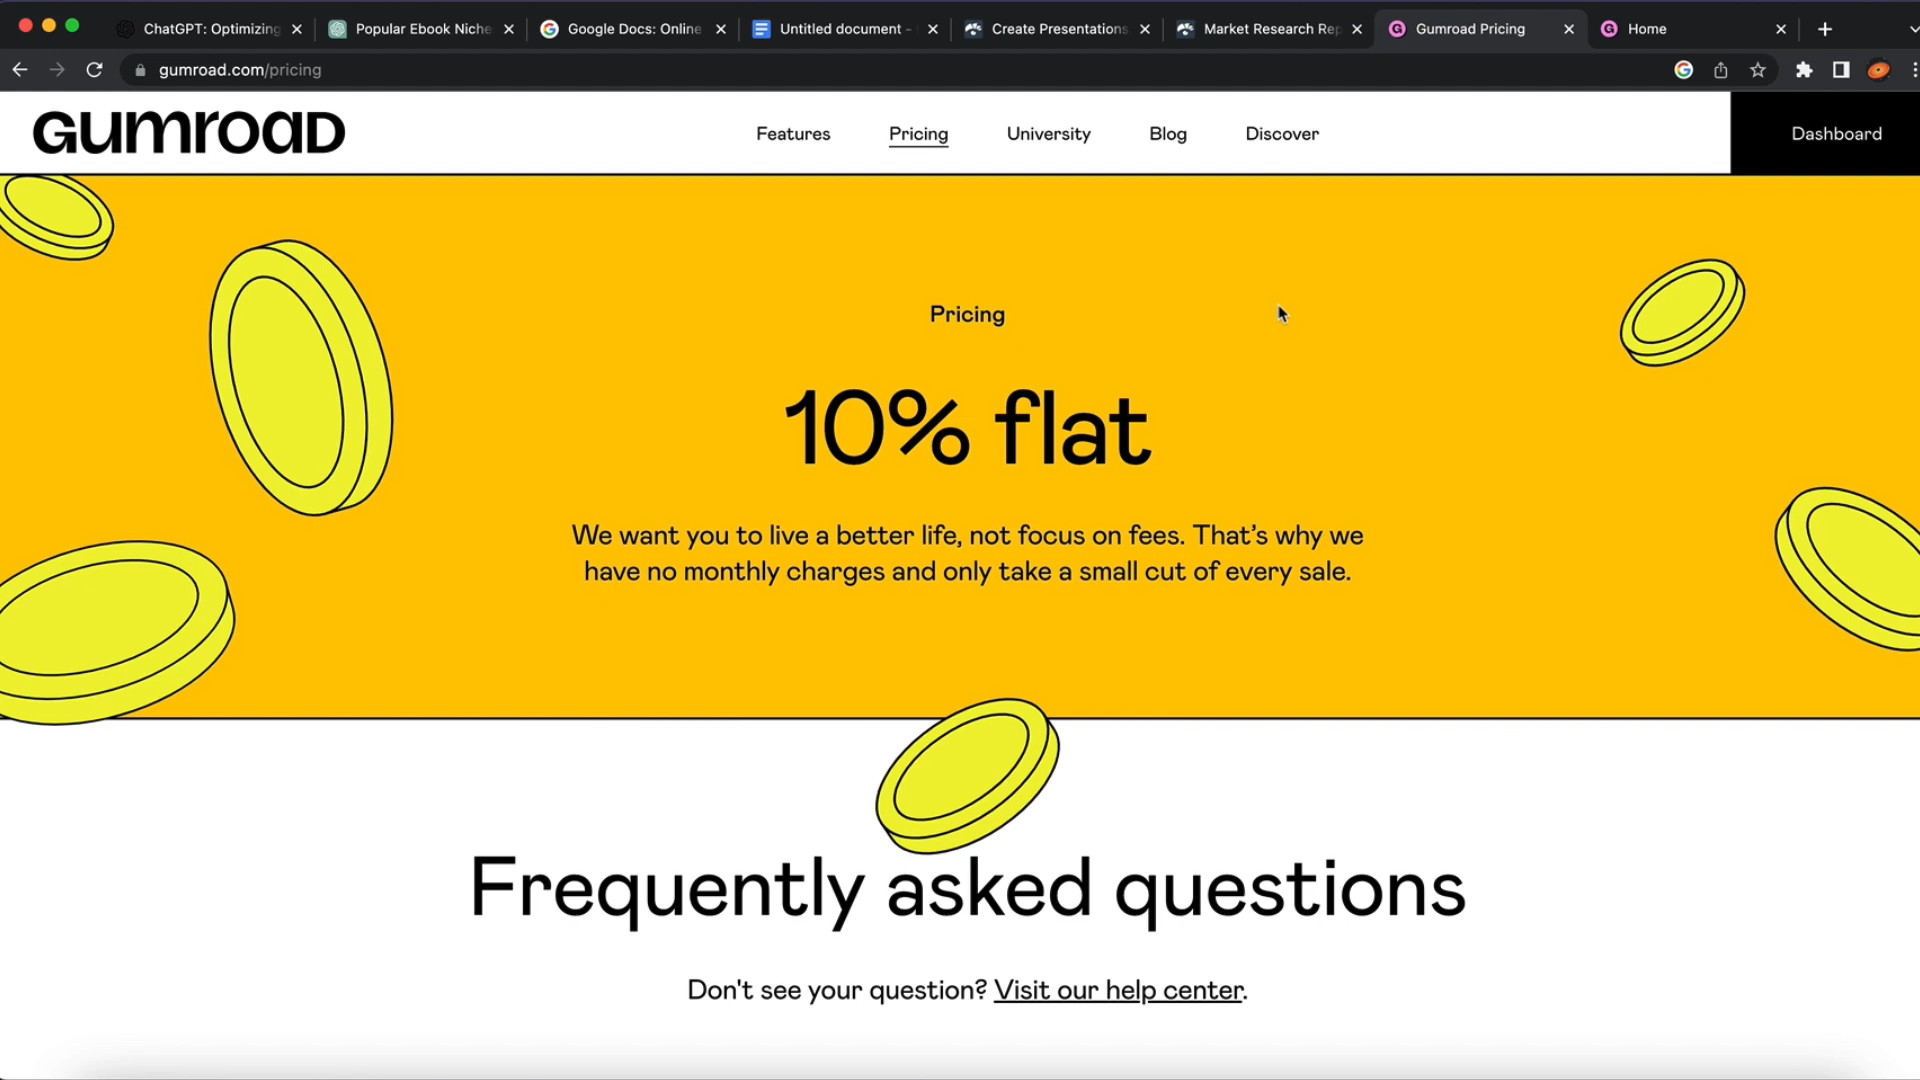 ChatGPT: Optimizing
Popular Ebook Niche
Google Docs: Online
Untitled document -
Create Presentations
Market Research Rep
Gumroad Pricing
Home
gumroad.com/pricing
GUMROAD
Features
Pricing
University
Blog
Discover
Dashboard
Pricing
10% flat
We want you to live a better life, not focus on fees. That’s why we
have no monthly charges and only take a small cut of every sale.
Frequently asked questions
Don't see your question? Visit our help center.